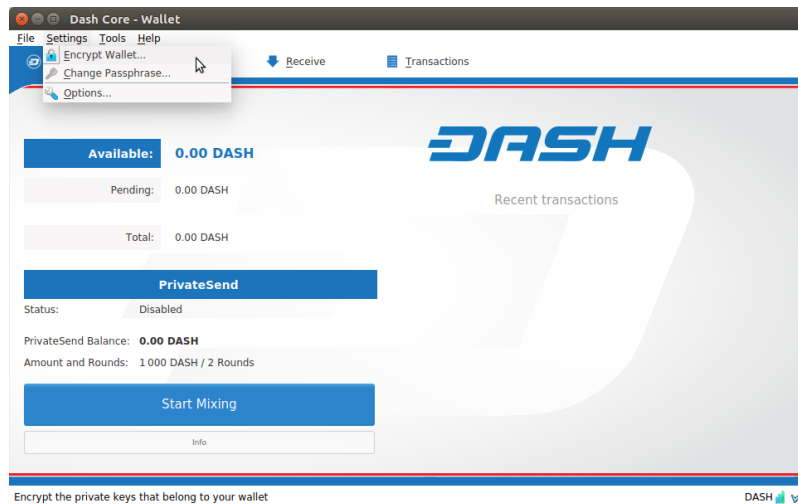 Dash Core - Wallet
File Settings Tools Help
Encrypt Wallet...
Change Passphrase...
Options...
Receive
Transactions
Available: 0.00 DASH
Pending: 0.00 DASH
Total: 0.00 DASH
DASH
Recent transactions
PrivateSend
Status: Disabled
PrivateSend Balance: 0.00 DASH
Amount and Rounds: 1 000 DASH / 2 Rounds
Start Mixing
Info
Encrypt the private keys that belong to your wallet
DASH